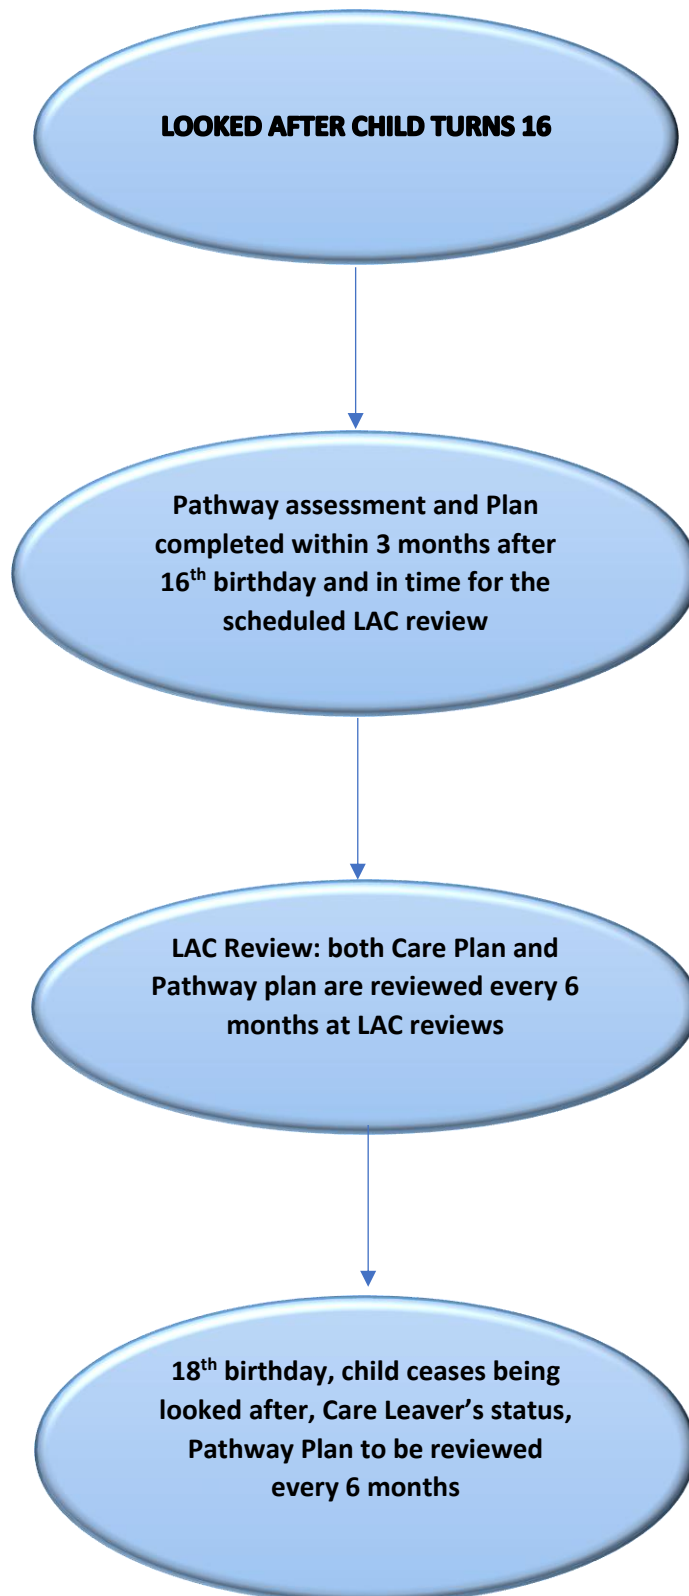 LOOKED AFTER CHILD TURNS 16
Pathway assessment and Plan
completed within 3 months after
16th birthday and in time for the
scheduled LAC review
LAC Review: both Care Plan and
Pathway plan are reviewed every 6
months at LAC reviews
18th birthday, child ceases being
looked after, Care Leaver’s status,
Pathway Plan to be reviewed
every 6 months